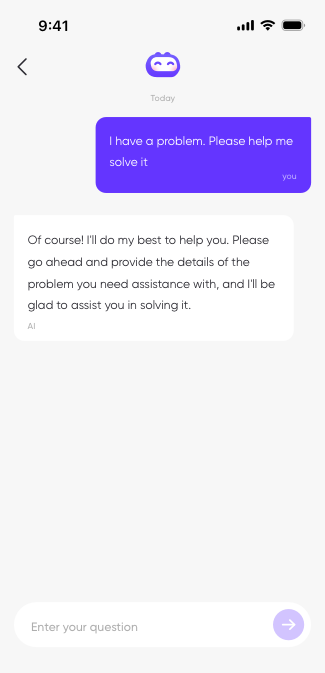 9:41
Today
I have a problem. Please help me
solve it
you
Of course! I'll do my best to help you. Please
go ahead and provide the details of the
problem you need assistance with, and I'll be
glad to assist you in solving it.
AI
Enter your question